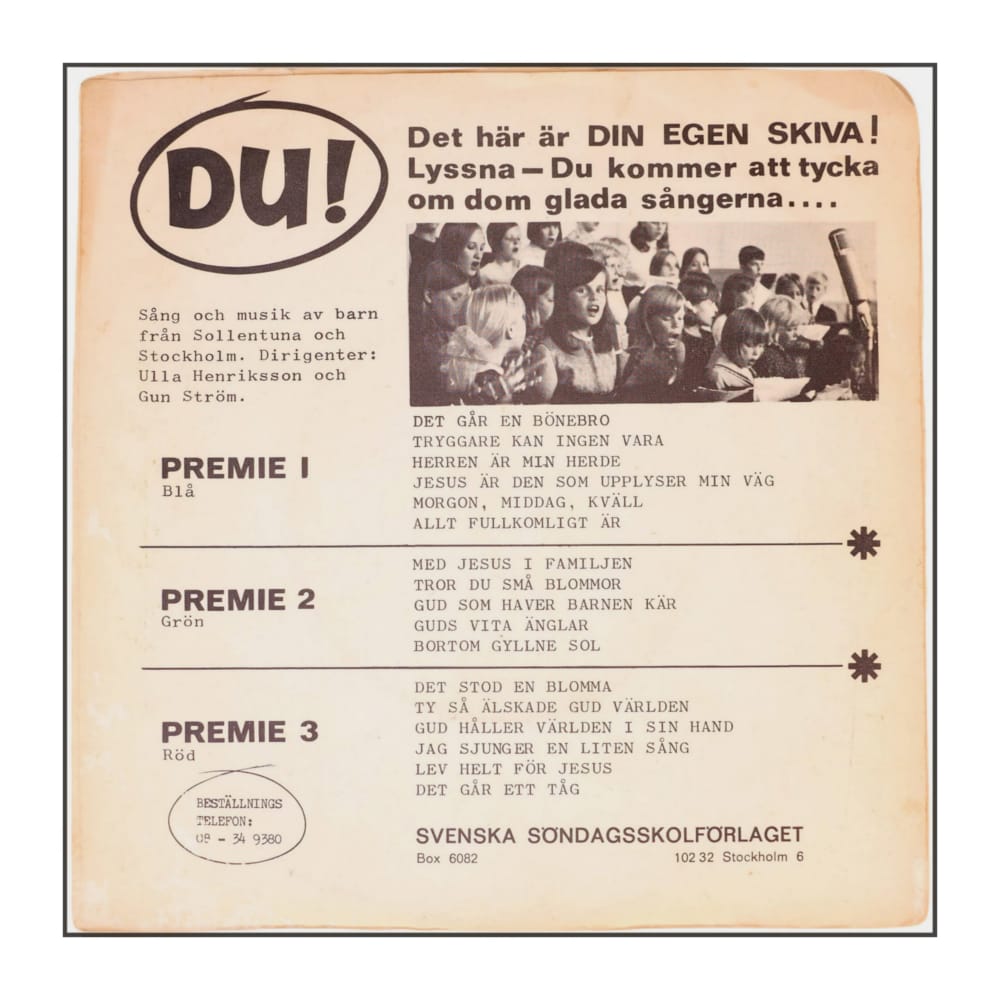 DU!
Det här är DIN EGEN SKIVA!
Lyssna – Du kommer att tycka
om dom glada sångerna....
Sång och musik av barn
från Sollentuna och
Stockholm. Dirigenter:
Ulla Henriksson och
Gun Ström.
PREMIE 1
Blå
DET GÅR EN BÖNEBRO
TRYGGARE KAN INGEN VARA
HERREN ÄR MIN HERDE
JESUS ÄR DEN SOM UPPLYSER MIN VÄG
MORGON, MIDDAG, KVÄLL
ALLT FULLKOMLIGT ÄR
PREMIE 2
Grön
MED JESUS I FAMILJEN
TROR DU SMÅ BLOMMOR
GUD SOM HAVER BARNEN KÄR
GUDS VITA ÄNGLAR
BORTOM GYLLNE SOL
PREMIE 3
Röd
DET STOD EN BLOMMA
TY SÅ ÄLSKADE GUD VÄRLDEN
GUD HÅLLER VÄRLDEN I SIN HAND
JAG SJUNGER EN LITEN SÅNG
LEV HELT FÖR JESUS
DET GÅR ETT TÅG
BESTÄLLNINGS
TELEFON:
08 - 34 9380
SVENSKA SÖNDAGSSKOLFÖRLAGET
Box 6082 102 32 Stockholm 6